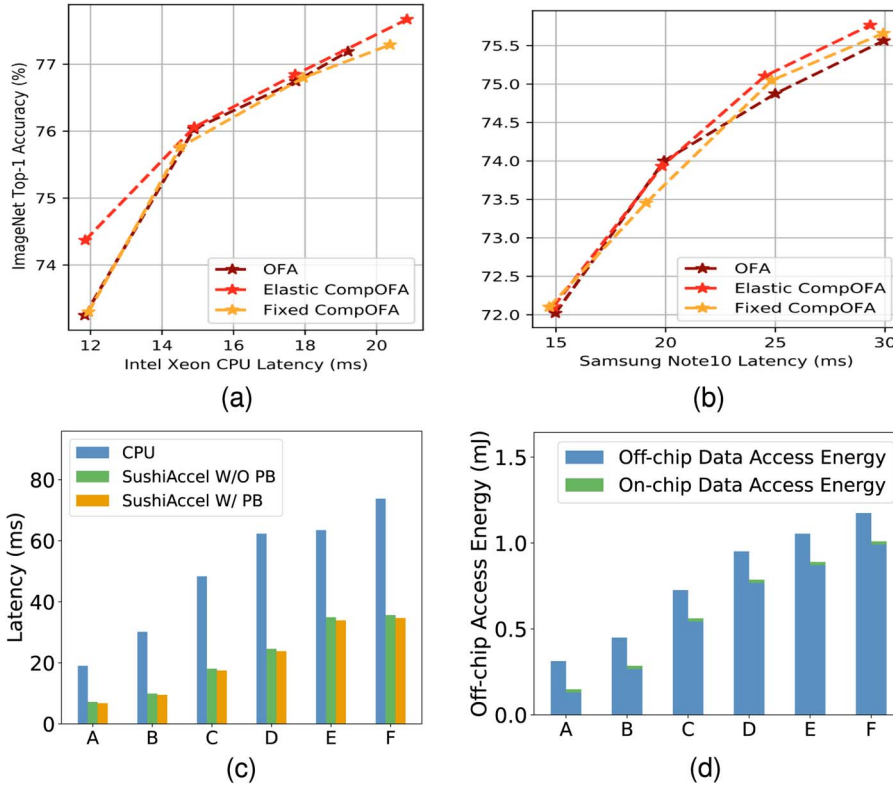 ImageNet Top-1 Accuracy (%)
77
76
75
74
12 14 16 18 20
OFA
Elastic CompOFA
Fixed CompOFA
Intel Xeon CPU Latency (ms)
(a)
75.5
75.0
74.5
74.0
73.5
73.0
72.5
72.0
15 20 25 30
OFA
Elastic CompOFA
Fixed CompOFA
Samsung Note10 Latency (ms)
(b)
Latency (ms)
80
60
40
20
0
CPU
SushiAccel W/O PB
SushiAccel W/ PB
A B C D E F
(c)
Off-chip Access Energy (mJ)
1.5
1.0
0.5
0.0
Off-chip Data Access Energy
On-chip Data Access Energy
A B C D E F
(d)